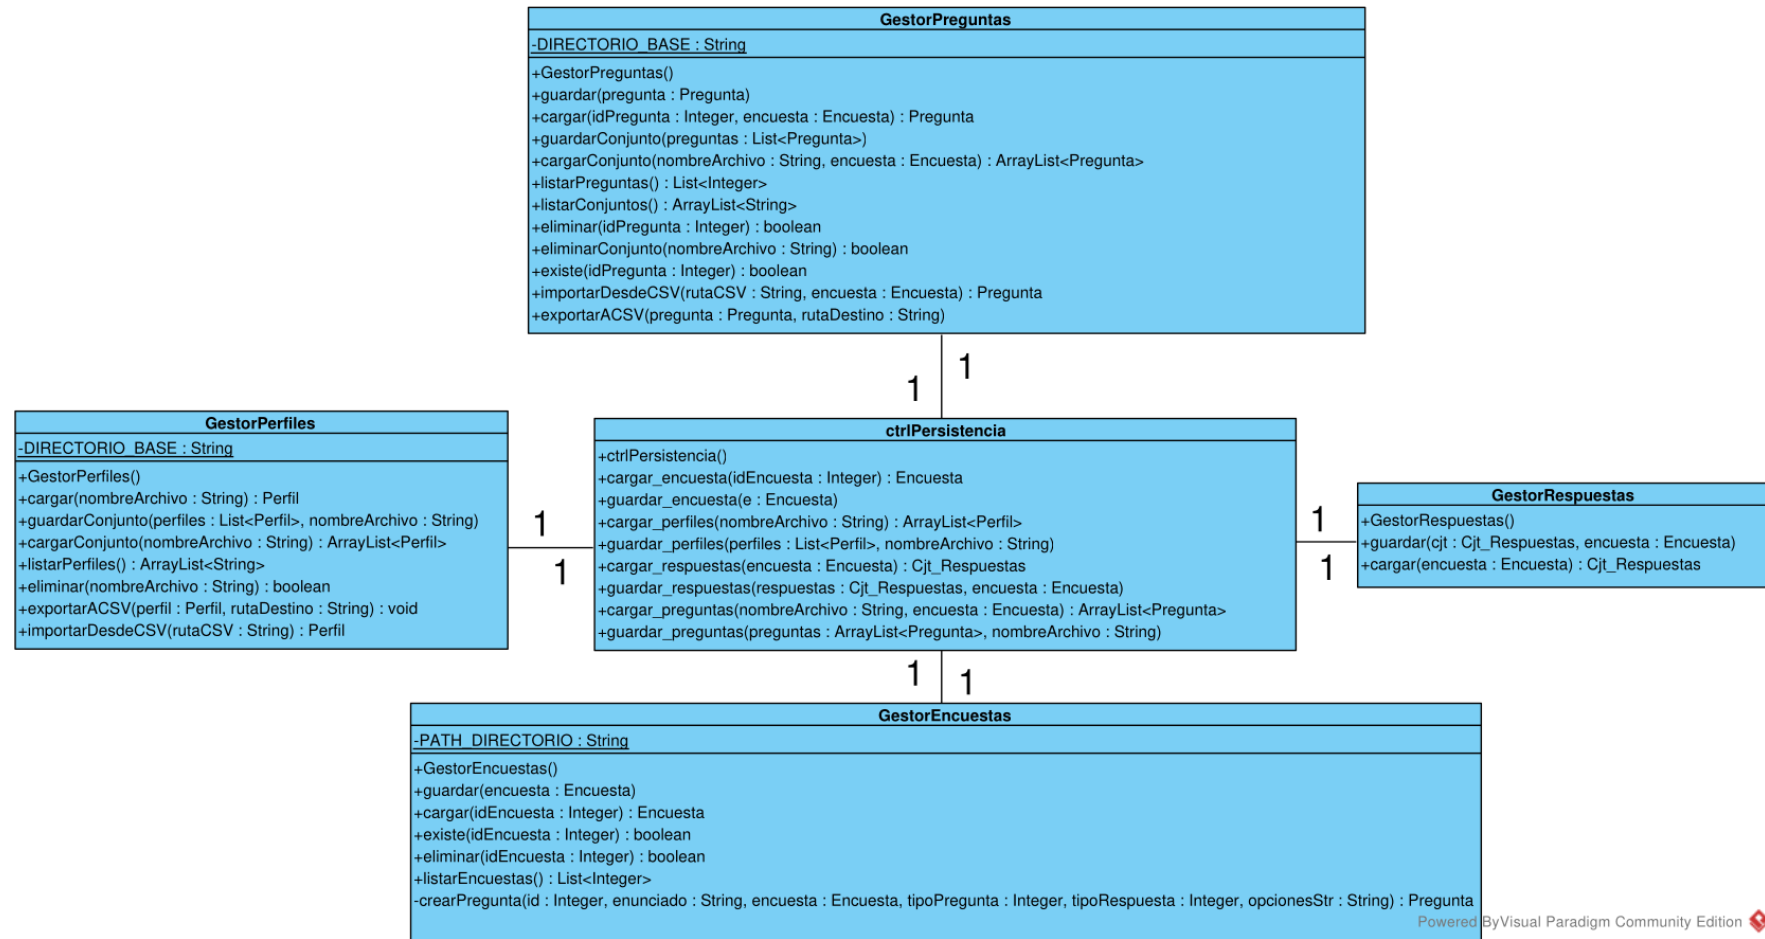 GestorPreguntas
-DIRECTORIO_BASE : String
+GestorPreguntas()
+guardar(pregunta : Pregunta)
+cargar(idPregunta : Integer, encuesta : Encuesta) : Pregunta
+guardarConjunto(preguntas : List<Pregunta>)
+cargarConjunto(nombreArchivo : String, encuesta : Encuesta) : ArrayList<Pregunta>
+listarPreguntas() : List<Integer>
+listarConjuntos() : ArrayList<String>
+eliminar(idPregunta : Integer) : boolean
+eliminarConjunto(nombreArchivo : String) : boolean
+existe(idPregunta : Integer) : boolean
+importarDesdeCSV(rutaCSV : String, encuesta : Encuesta) : Pregunta
+exportarACSV(pregunta : Pregunta, rutaDestino : String)
1
1
GestorPerfiles
-DIRECTORIO_BASE : String
+GestorPerfiles()
+cargar(nombreArchivo : String) : Perfil
+guardarConjunto(perfiles : List<Perfil>, nombreArchivo : String)
+cargarConjunto(nombreArchivo : String) : ArrayList<Perfil>
+listarPerfiles() : ArrayList<String>
+eliminar(nombreArchivo : String) : boolean
+exportarACSV(perfil : Perfil, rutaDestino : String) : void
+importarDesdeCSV(rutaCSV : String) : Perfil
1
1
ctrlPersistencia
+ctrlPersistencia()
+cargar_encuesta(idEncuesta : Integer) : Encuesta
+guardar_encuesta(e : Encuesta)
+cargar_perfiles(nombreArchivo : String) : ArrayList<Perfil>
+guardar_perfiles(perfiles : List<Perfil>, nombreArchivo : String)
+cargar_respuestas(encuesta : Encuesta) : Cjt_Respuestas
+guardar_respuestas(respuestas : Cjt_Respuestas, encuesta : Encuesta)
+cargar_preguntas(nombreArchivo : String, encuesta : Encuesta) : ArrayList<Pregunta>
+guardar_preguntas(preguntas : ArrayList<Pregunta>, nombreArchivo : String)
1
1
GestorRespuestas
+GestorRespuestas()
+guardar(cjt : Cjt_Respuestas, encuesta : Encuesta)
+cargar(encuesta : Encuesta) : Cjt_Respuestas
1
1
GestorEncuestas
-PATH_DIRECTORIO : String
+GestorEncuestas()
+guardar(encuesta : Encuesta)
+cargar(idEncuesta : Integer) : Encuesta
+existe(idEncuesta : Integer) : boolean
+eliminar(idEncuesta : Integer) : boolean
+listarEncuestas() : List<Integer>
-crearPregunta(id : Integer, enunciado : String, encuesta : Encuesta, tipoPregunta : Integer, tipoRespuesta : Integer, opcionesStr : String) : Pregunta
Powered ByVisual Paradigm Community Edition